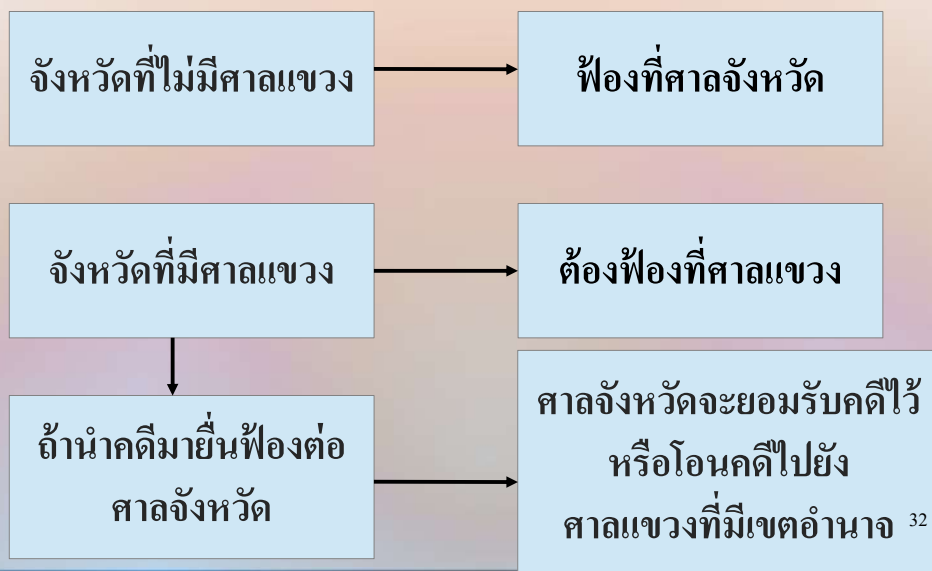 จังหวัดที่ไม่มีศาลแขวง
ฟ้องที่ศาลจังหวัด
จังหวัดที่มีศาลแขวง
ต้องฟ้องที่ศาลแขวง
ถ้านำคดีมายื่นฟ้องต่อ
ศาลจังหวัด
ศาลจังหวัดจะยอมรับคดีไว้
หรือโอนคดีไปยัง
ศาลแขวงที่มีเขตอำนาจ
32